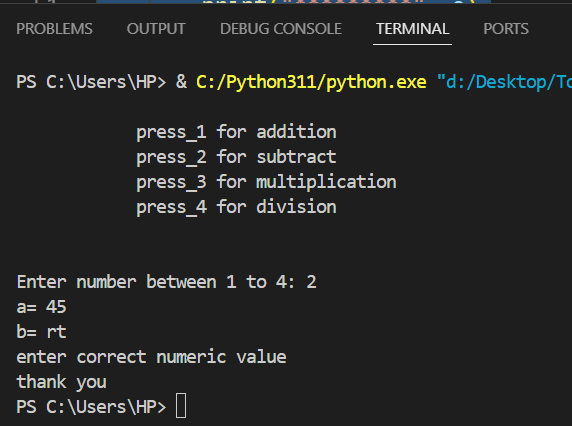 PROBLEMS OUTPUT DEBUG CONSOLE TERMINAL PORTS
PS C:\Users\HP> & C:/Python311/python.exe "d:/Desktop/To
press_1 for addition
press_2 for subtract
press_3 for multiplication
press_4 for division
Enter number between 1 to 4: 2
a= 45
b= rt
enter correct numeric value
thank you
PS C:\Users\HP>